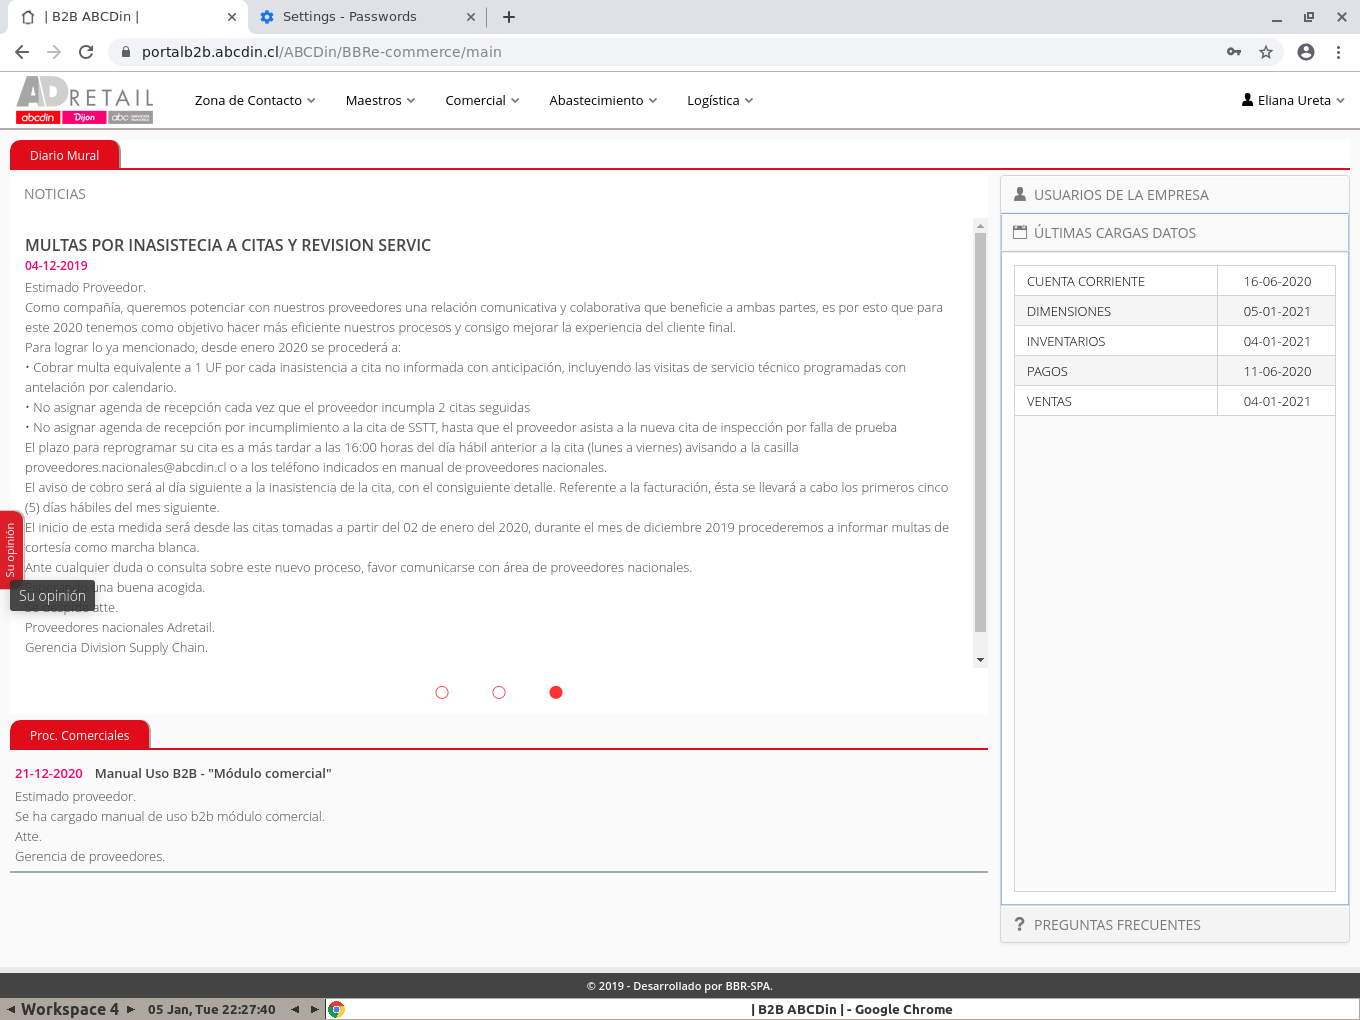 | B2B ABCDin |
Settings - Passwords
portalb2b.abcdin.cl/ABCDin/BBRe-commerce/main
ADRETAIL
abcdin Dijon abc
Zona de Contacto
Maestros
Comercial
Abastecimiento
Logística
Eliana Ureta
Diario Mural
NOTICIAS
MULTAS POR INASISTECIA A CITAS Y REVISION SERVIC
04-12-2019
Estimado Proveedor.
Como compañía, queremos potenciar con nuestros proveedores una relación comunicativa y colaborativa que beneficie a ambas partes, es por esto que para
este 2020 tenemos como objetivo hacer más eficiente nuestros procesos y consigo mejorar la experiencia del cliente final.
Para lograr lo ya mencionado, desde enero 2020 se procederá a:
• Cobrar multa equivalente a 1 UF por cada inasistencia a cita no informada con anticipación, incluyendo las visitas de servicio técnico programadas con
antelación por calendario.
• No asignar agenda de recepción cada vez que el proveedor incumpla 2 citas seguidas
• No asignar agenda de recepción por incumplimiento a la cita de SSTT, hasta que el proveedor asista a la nueva cita de inspección por falla de prueba
El plazo para reprogramar su cita es a más tardar a las 16:00 horas del día hábil anterior a la cita (lunes a viernes) avisando a la casilla
proveedores.nacionales@abcdin.cl o a los teléfono indicados en manual de proveedores nacionales.
El aviso de cobro será al día siguiente a la inasistencia de la cita, con el consiguiente detalle. Referente a la facturación, ésta se llevará a cabo los primeros cinco
(5) días hábiles del mes siguiente.
El inicio de esta medida será desde las citas tomadas a partir del 02 de enero del 2020, durante el mes de diciembre 2019 procederemos a informar multas de
cortesía como marcha blanca.
Ante cualquier duda o consulta sobre este nuevo proceso, favor comunicarse con área de proveedores nacionales.
una buena acogida.
atte.
Proveedores nacionales Adretail.
Gerencia Division Supply Chain.
Su opinión
Su opinión
USUARIOS DE LA EMPRESA
ÚLTIMAS CARGAS DATOS
CUENTA CORRIENTE 16-06-2020
DIMENSIONES 05-01-2021
INVENTARIOS 04-01-2021
PAGOS 11-06-2020
VENTAS 04-01-2021
PREGUNTAS FRECUENTES
Proc. Comerciales
21-12-2020 Manual Uso B2B - "Módulo comercial"
Estimado proveedor.
Se ha cargado manual de uso b2b módulo comercial.
Atte.
Gerencia de proveedores.
© 2019 - Desarrollado por BBR-SPA.
Workspace 4
05 Jan, Tue 22:27:40
| B2B ABCDin | - Google Chrome